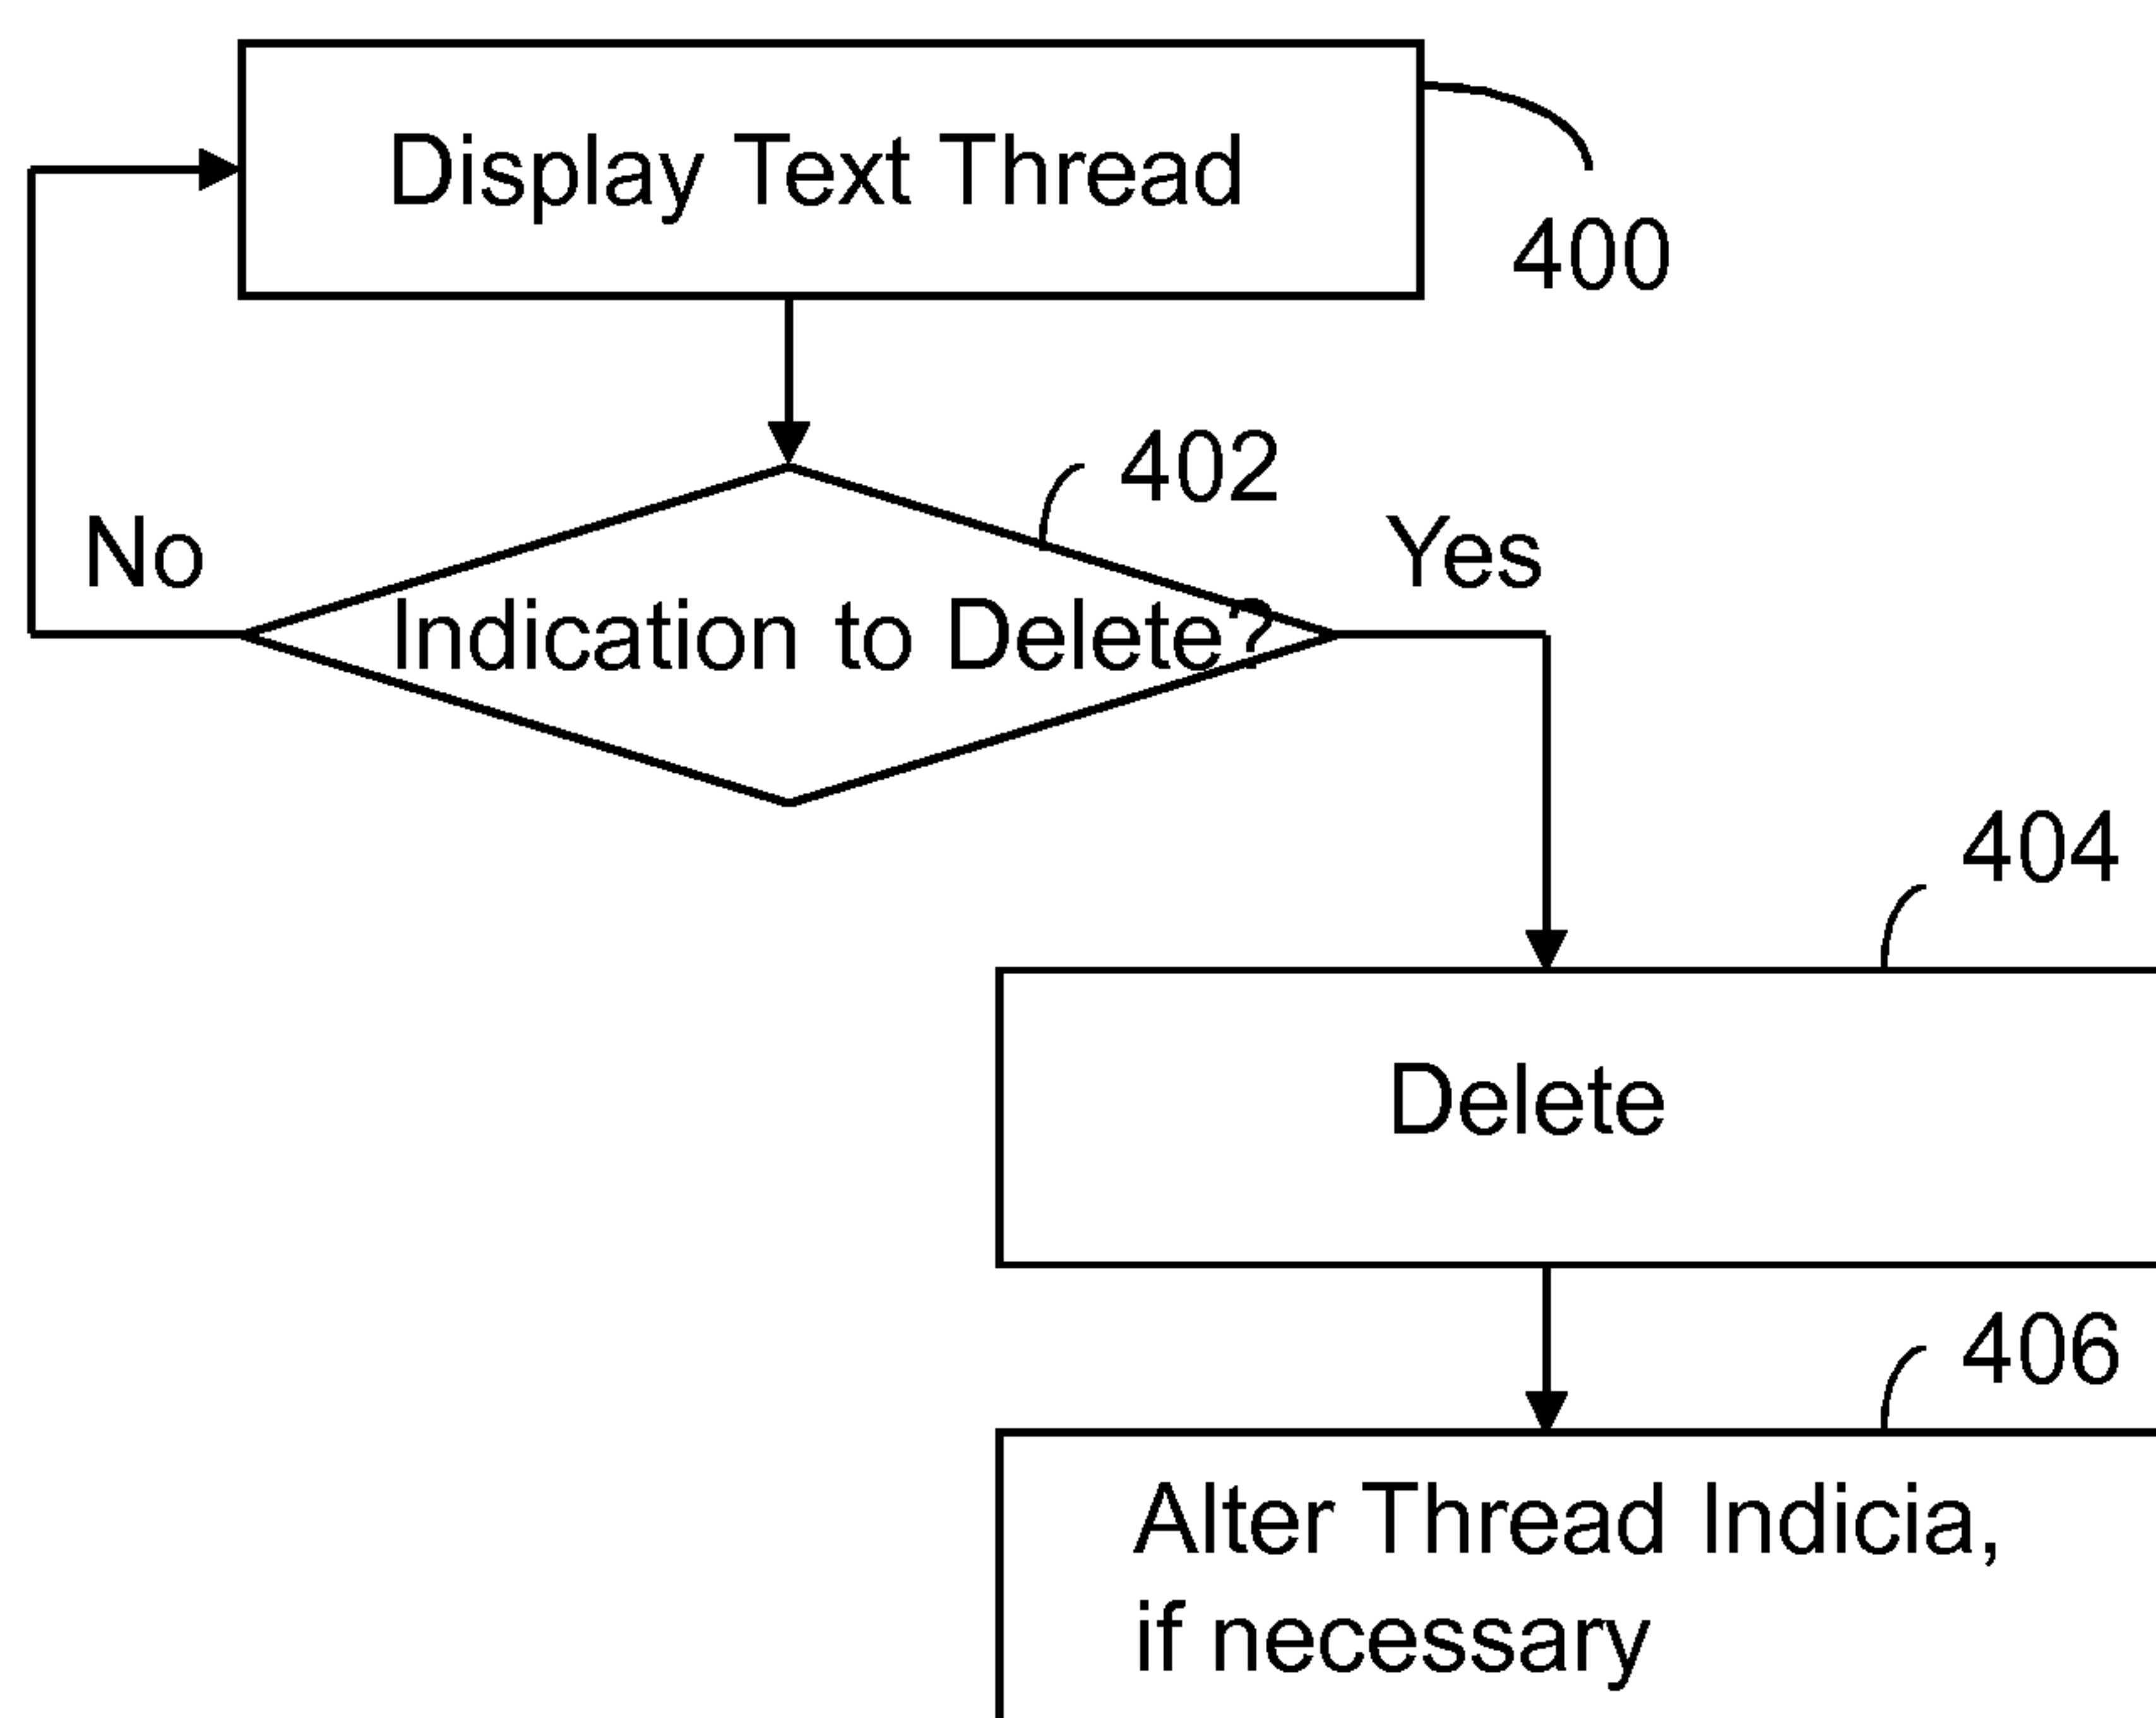 Display Text Thread
400
402
No
Yes
Indication to Delete?
404
Delete
406
Alter Thread Indicia,
if necessary